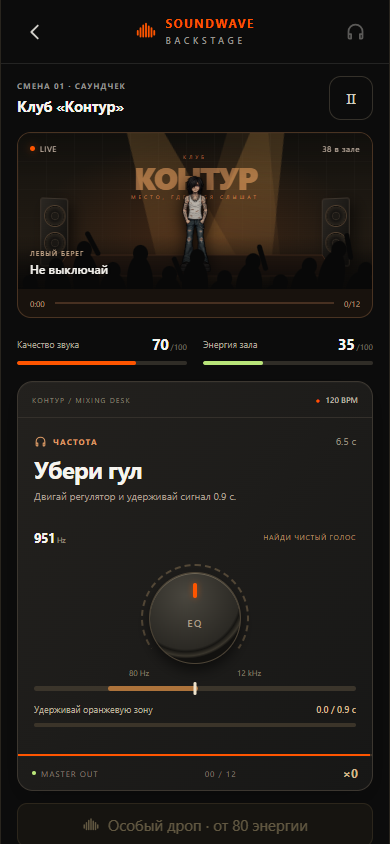 SOUNDWAVE
BACKSTAGE
СМЕНА 01 · САУНДЧЕК
Клуб «Контур»
LIVE
38 в зале
КЛУБ
КОНТУР
МЕСТО, ГДЕ СЛЫШАТ
ЛЕВЫЙ БЕРЕГ
Не выключай
0:00
0/12
Качество звука 70 /100
Энергия зала 35 /100
КОНТУР / MIXING DESK
120 BPM
ЧАСТОТА
6.5 с
Убери гул
Двигай регулятор и удерживай сигнал 0.9 с.
951 Hz
НАЙДИ ЧИСТЫЙ ГОЛОС
EQ
80 Hz
12 kHz
Удерживай оранжевую зону
0.0 / 0.9 с
MASTER OUT
00 / 12
×0
Особый дроп · от 80 энергии